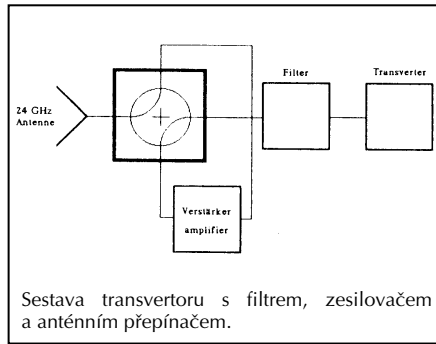 Filter
Transverter
24 GHz
Antenne
Verstärker
amplifier
Sestava transvertoru s filtrem, zesilovačem
a anténním přepínačem.